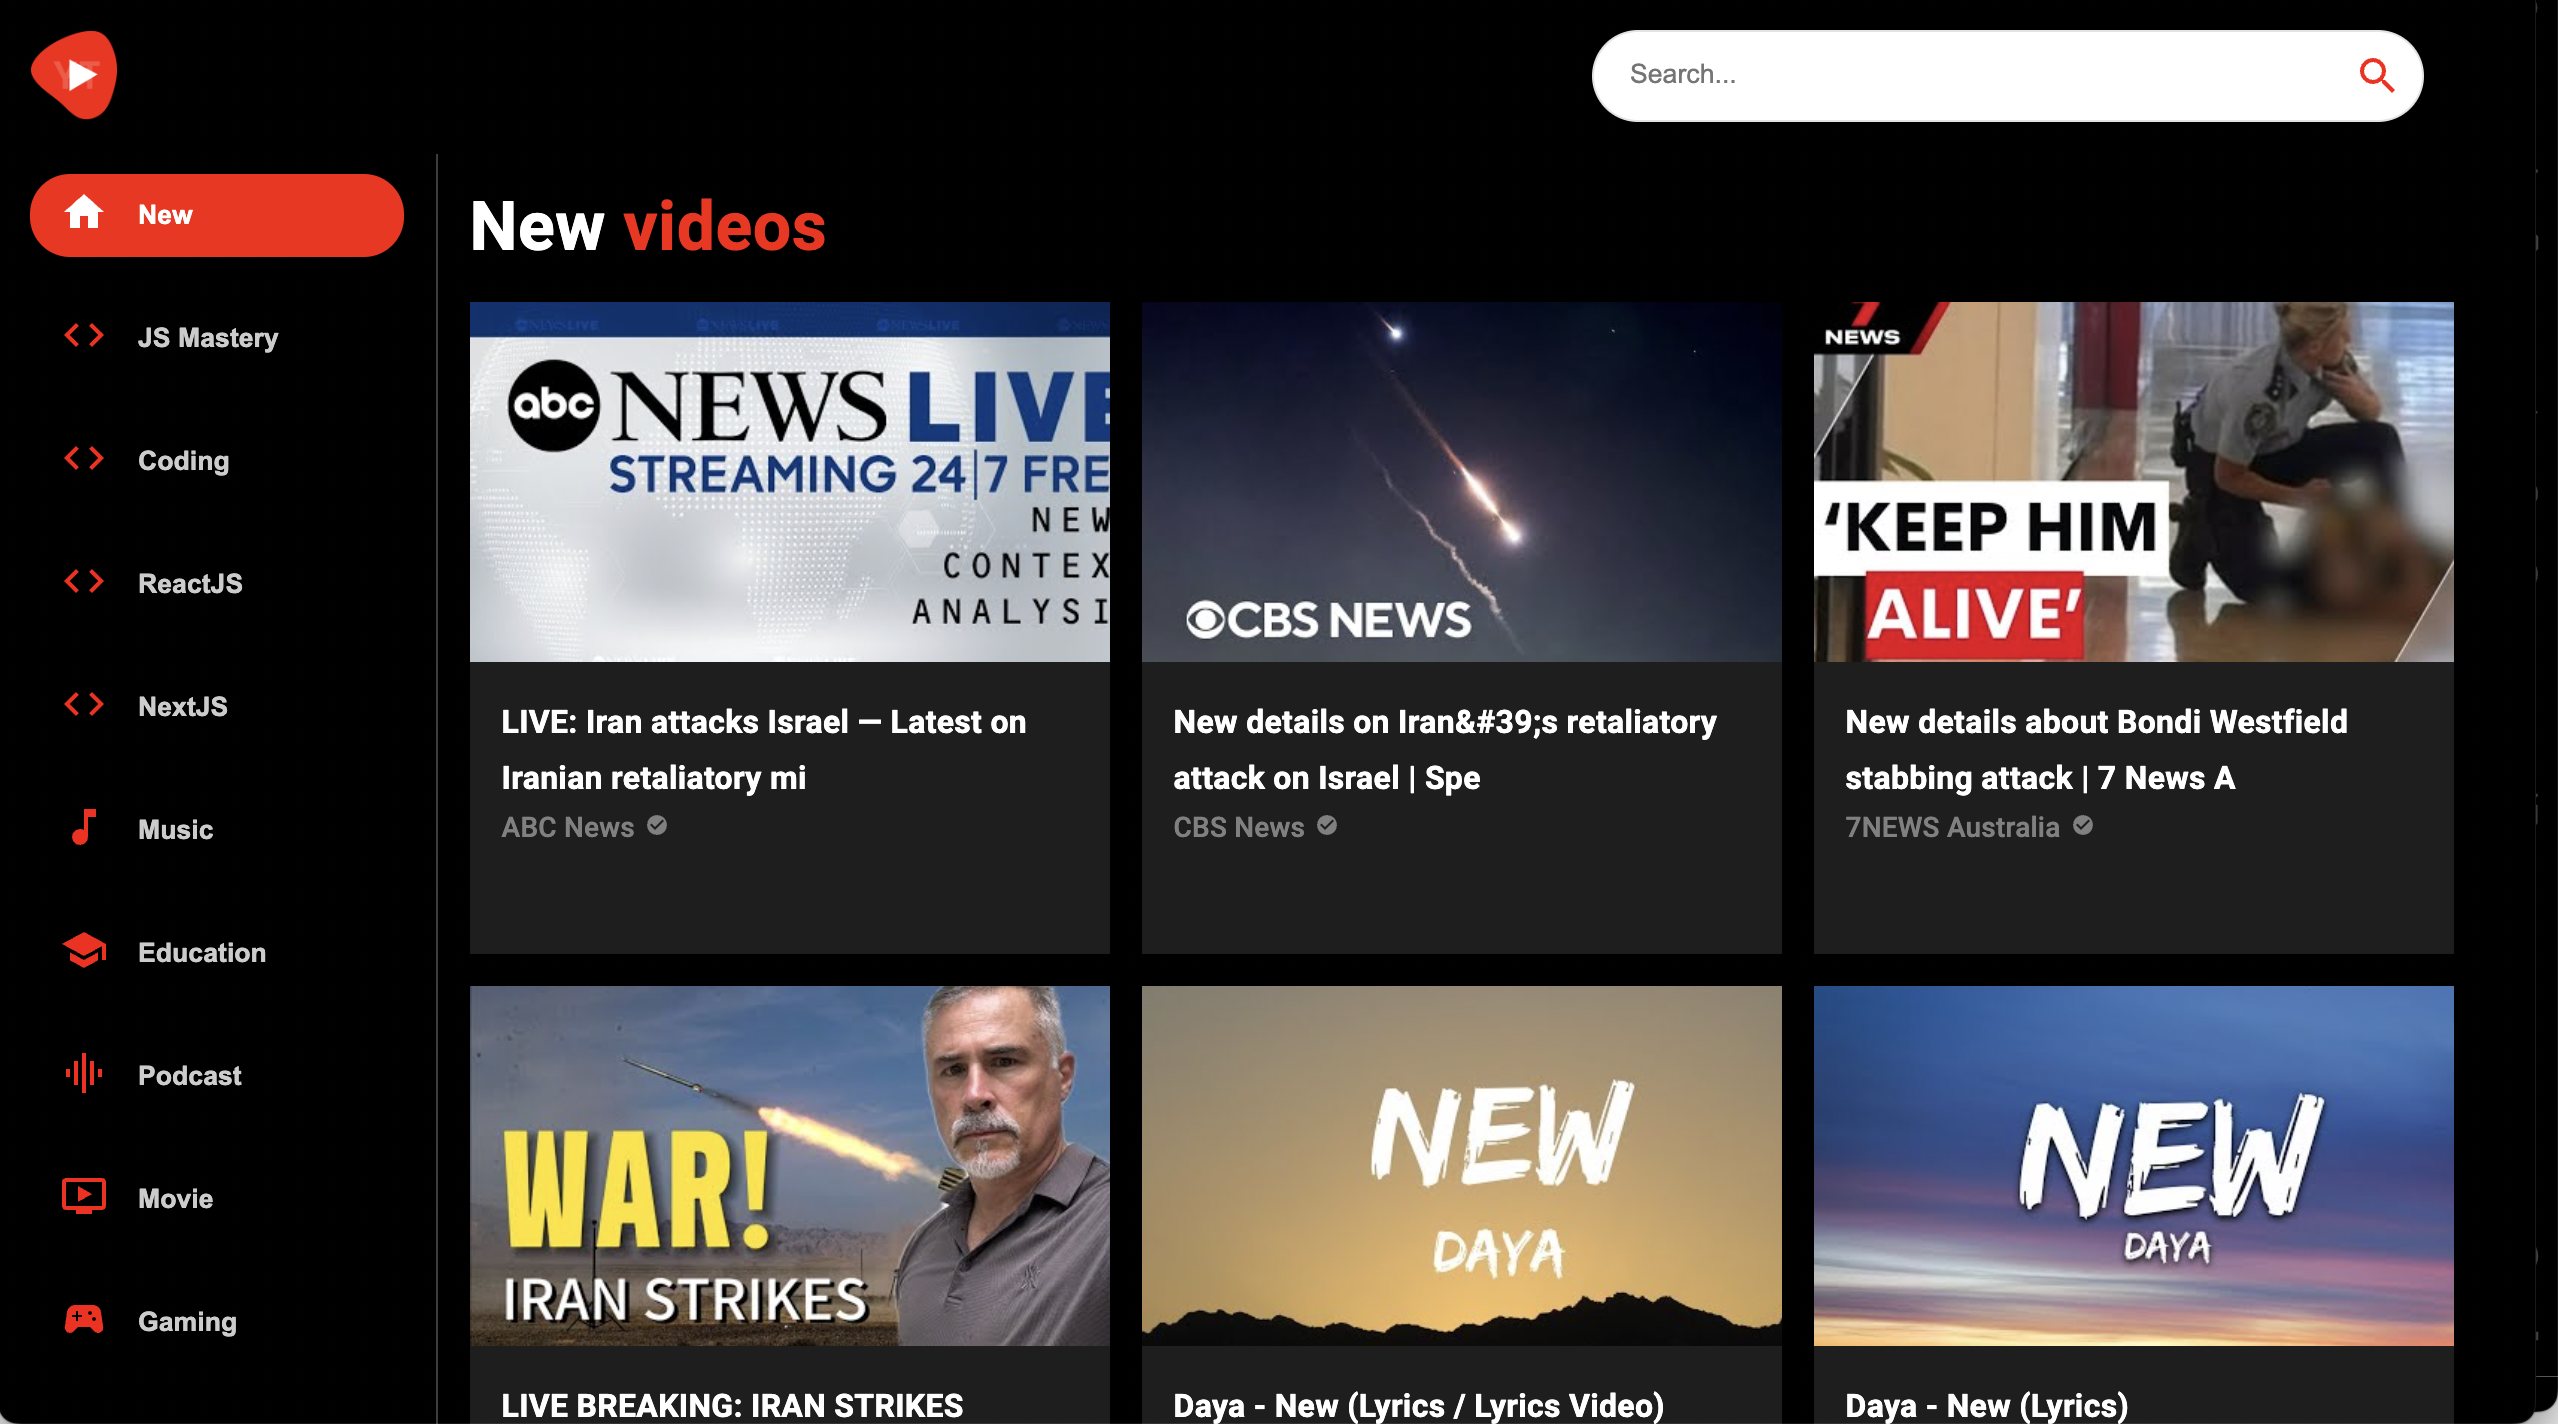 YT
Search...
New
JS Mastery
Coding
ReactJS
NextJS
Music
Education
Podcast
Movie
Gaming
New videos
NEWS LIVE
abc NEWS LIVE
STREAMING 24|7 FRE
NEW
CONTEX
ANALYSI
LIVE: Iran attacks Israel — Latest on
Iranian retaliatory mi
ABC News
CBS NEWS
New details on Iran&#39;s retaliatory
attack on Israel | Spe
CBS News
7
NEWS
‘KEEP HIM
ALIVE’
New details about Bondi Westfield
stabbing attack | 7 News A
7NEWS Australia
WAR!
IRAN STRIKES
LIVE BREAKING: IRAN STRIKES
NEW
DAYA
Daya - New (Lyrics / Lyrics Video)
NEW
DAYA
Daya - New (Lyrics)